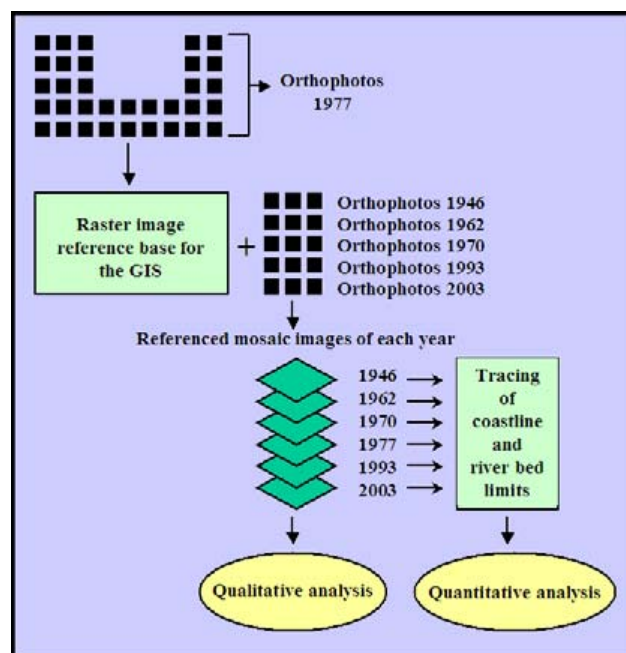 Orthophotos
1977
Raster image
reference base for
the GIS
+
Orthophotos 1946
Orthophotos 1962
Orthophotos 1970
Orthophotos 1993
Orthophotos 2003
Referenced mosaic images of each year
1946
1962
1970
1977
1993
2003
Tracing
of
coastline
and
river bed
limits
Qualitative analysis
Quantitative analysis